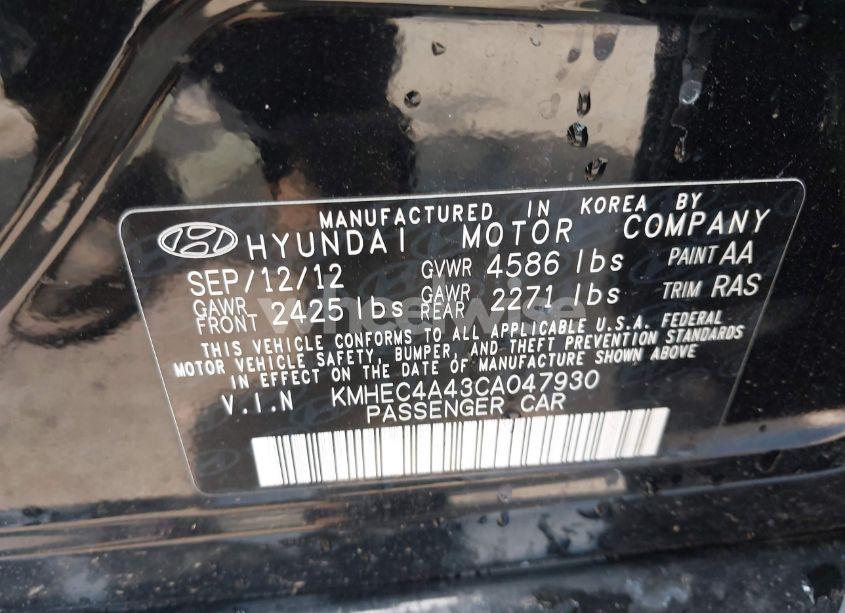 MANUFACTURED IN KOREA BY
HYUNDAI MOTOR COMPANY
SEP/12/12 GVWR 4586 lbs PAINT AA
GAWR FRONT 2425 lbs GAWR REAR 2271 lbs TRIM RAS
THIS VEHICLE CONFORMS TO ALL APPLICABLE U.S.A. FEDERAL
MOTOR VEHICLE SAFETY, BUMPER, AND THEFT PREVENTION STANDARDS
IN EFFECT ON THE DATE OF MANUFACTURE SHOWN ABOVE
V.I.N KMHEC4A43CA047930
PASSENGER CAR